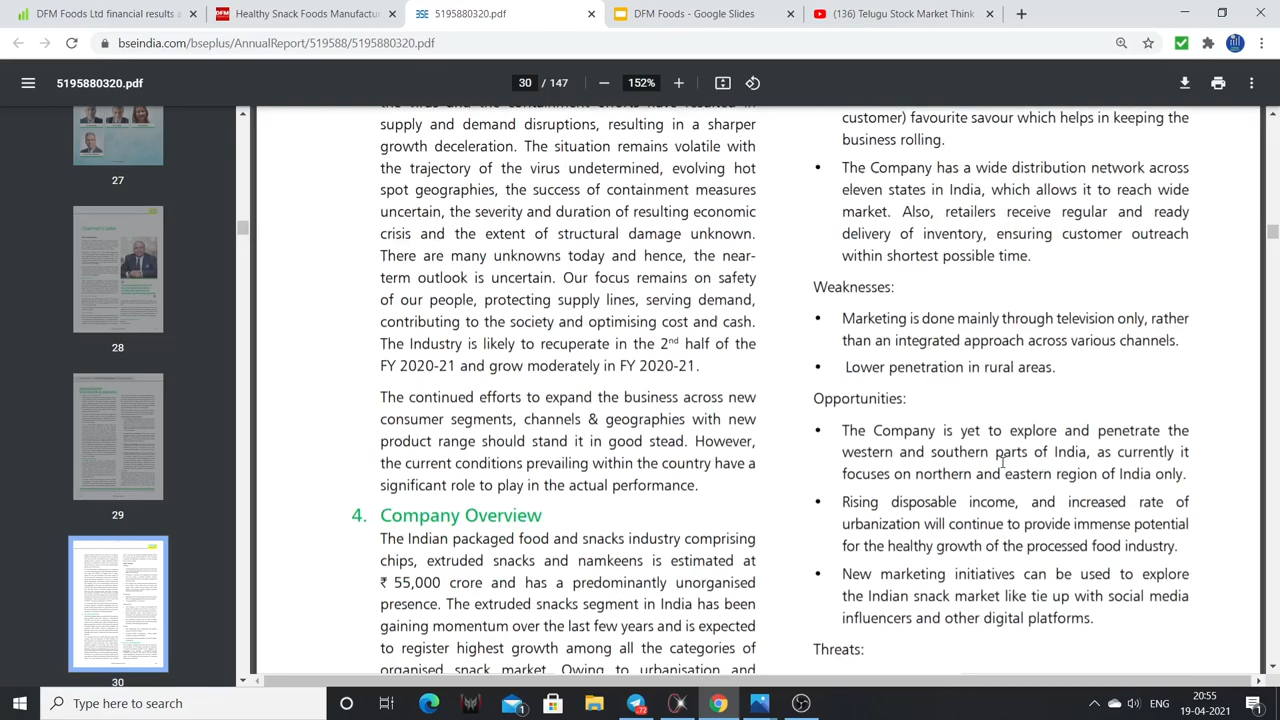 DFM Foods Ltd financial results a
Healthy Snack Foods Manufactur
5195880320.pdf
DFM Foods - Google Slides
(136) Telugu Stock Market Think
bseindia.com/bseplus/AnnualReport/519588/5195880320.pdf
5195880320.pdf
30 / 147
152%
27
28
29
30
supply and demand disruptions, resulting in a sharper
growth deceleration. The situation remains volatile with
the trajectory of the virus undetermined, evolving hot
spot geographies, the success of containment measures
uncertain, the severity and duration of resulting economic
crisis and the extent of structural damage unknown.
There are many unknowns today and hence, the near-
term outlook is uncertain. Our focus remains on safety
of our people, protecting supply lines, serving demand,
contributing to the society and optimising cost and cash.
The Industry is likely to recuperate in the 2nd half of the
FY 2020-21 and grow moderately in FY 2020-21.
The continued efforts to expand the business across new
consumer segments, channels & geographies with new
product range should stand it in good stead. However,
the current conditions prevailing within the country have a
significant role to play in the actual performance.
4. Company Overview
The Indian packaged food and snacks industry comprising
chips, extruded snacks and namkeens is estimated at
₹ 55,000 crore and has a predominantly unorganised
presence. The extruded snacks segment in India has been
gaining momentum over the last few years and is expected
to register highest growth among all the categories of
organised snack market. Owing to urbanisation and
customer) favourite savour which helps in keeping the
business rolling.
• The Company has a wide distribution network across
eleven states in India, which allows it to reach wide
market. Also, retailers receive regular and ready
delivery of inventory, ensuring customer outreach
within shortest possible time.
Weaknesses:
• Marketing is done mainly through television only, rather
than an integrated approach across various channels.
• Lower penetration in rural areas.
Opportunities:
• The Company is yet to explore and penetrate the
western and southern parts of India, as currently it
focuses on northern and eastern region of India only.
• Rising disposable income, and increased rate of
urbanization will continue to provide immense potential
for the healthy growth of the processed food industry.
• New marketing initiatives can be used to explore
the Indian snack market like tie up with social media
influencers and other digital platforms.
Threats:
Type here to search
ENG
20:55
19-04-2021